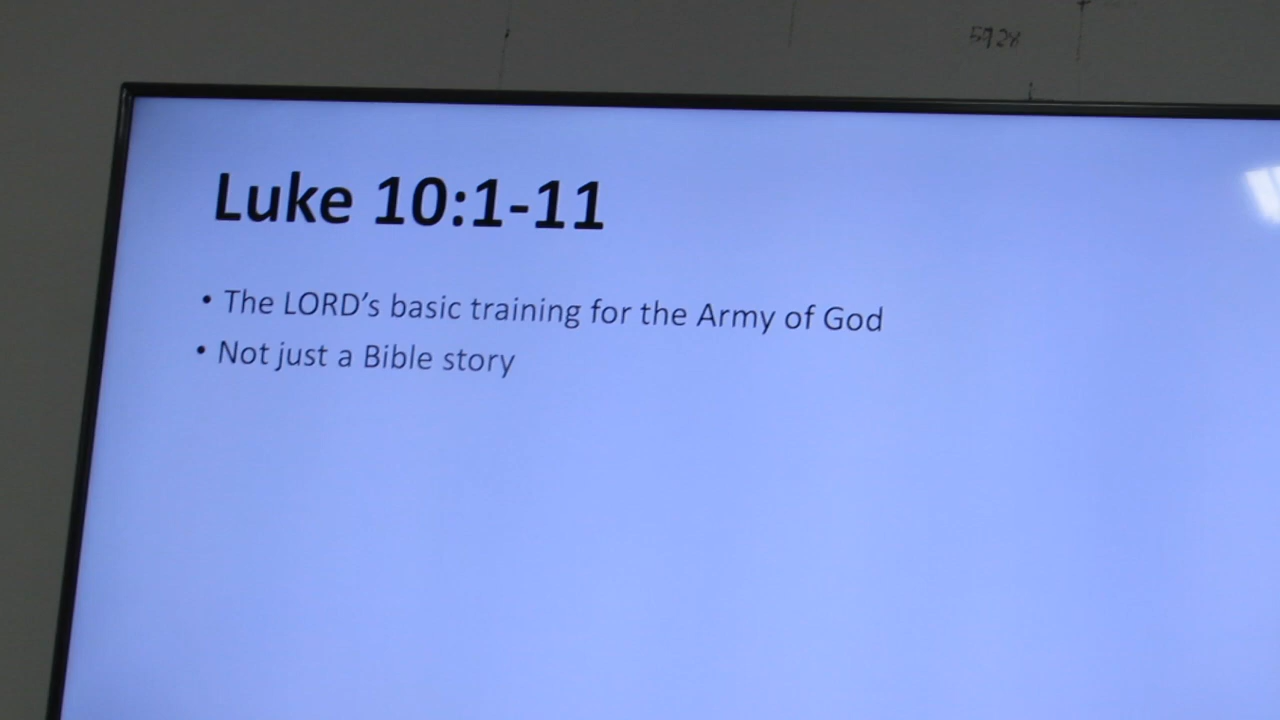 Luke 10:1-11
• The LORD's basic training for the Army of God
• Not just a Bible story